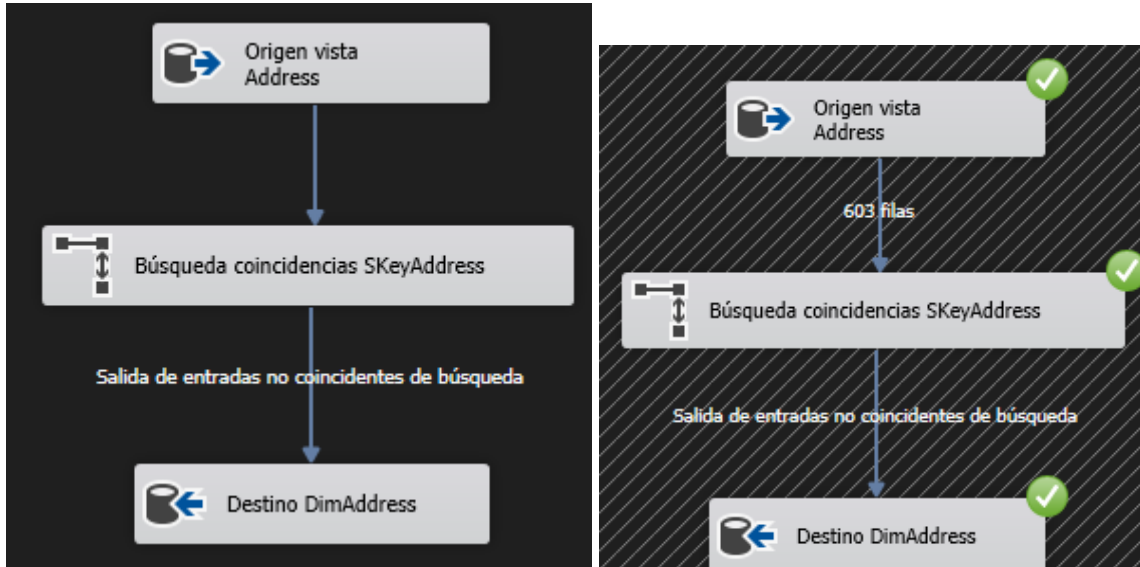 Origen vista
Address
Búsqueda coincidencias SKeyAddress
Salida de entradas no coincidentes de búsqueda
Destino DimAddress
Origen vista
Address
603 filas
Búsqueda coincidencias SKeyAddress
Salida de entradas no coincidentes de búsqueda
Destino DimAddress